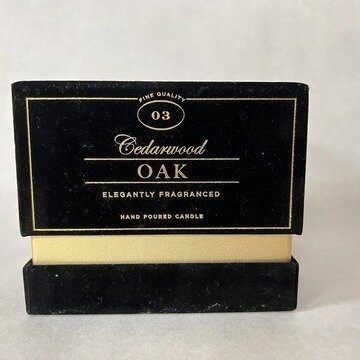 FINE QUALITY
03
Cedarwood
OAK
ELEGANTLY FRAGRANCED
HAND POURED CANDLE